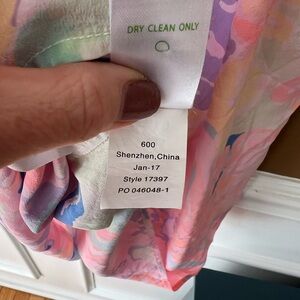 DRY CLEAN ONLY
600
Shenzhen,China
Jan-17
Style 17397
PO 046048-1